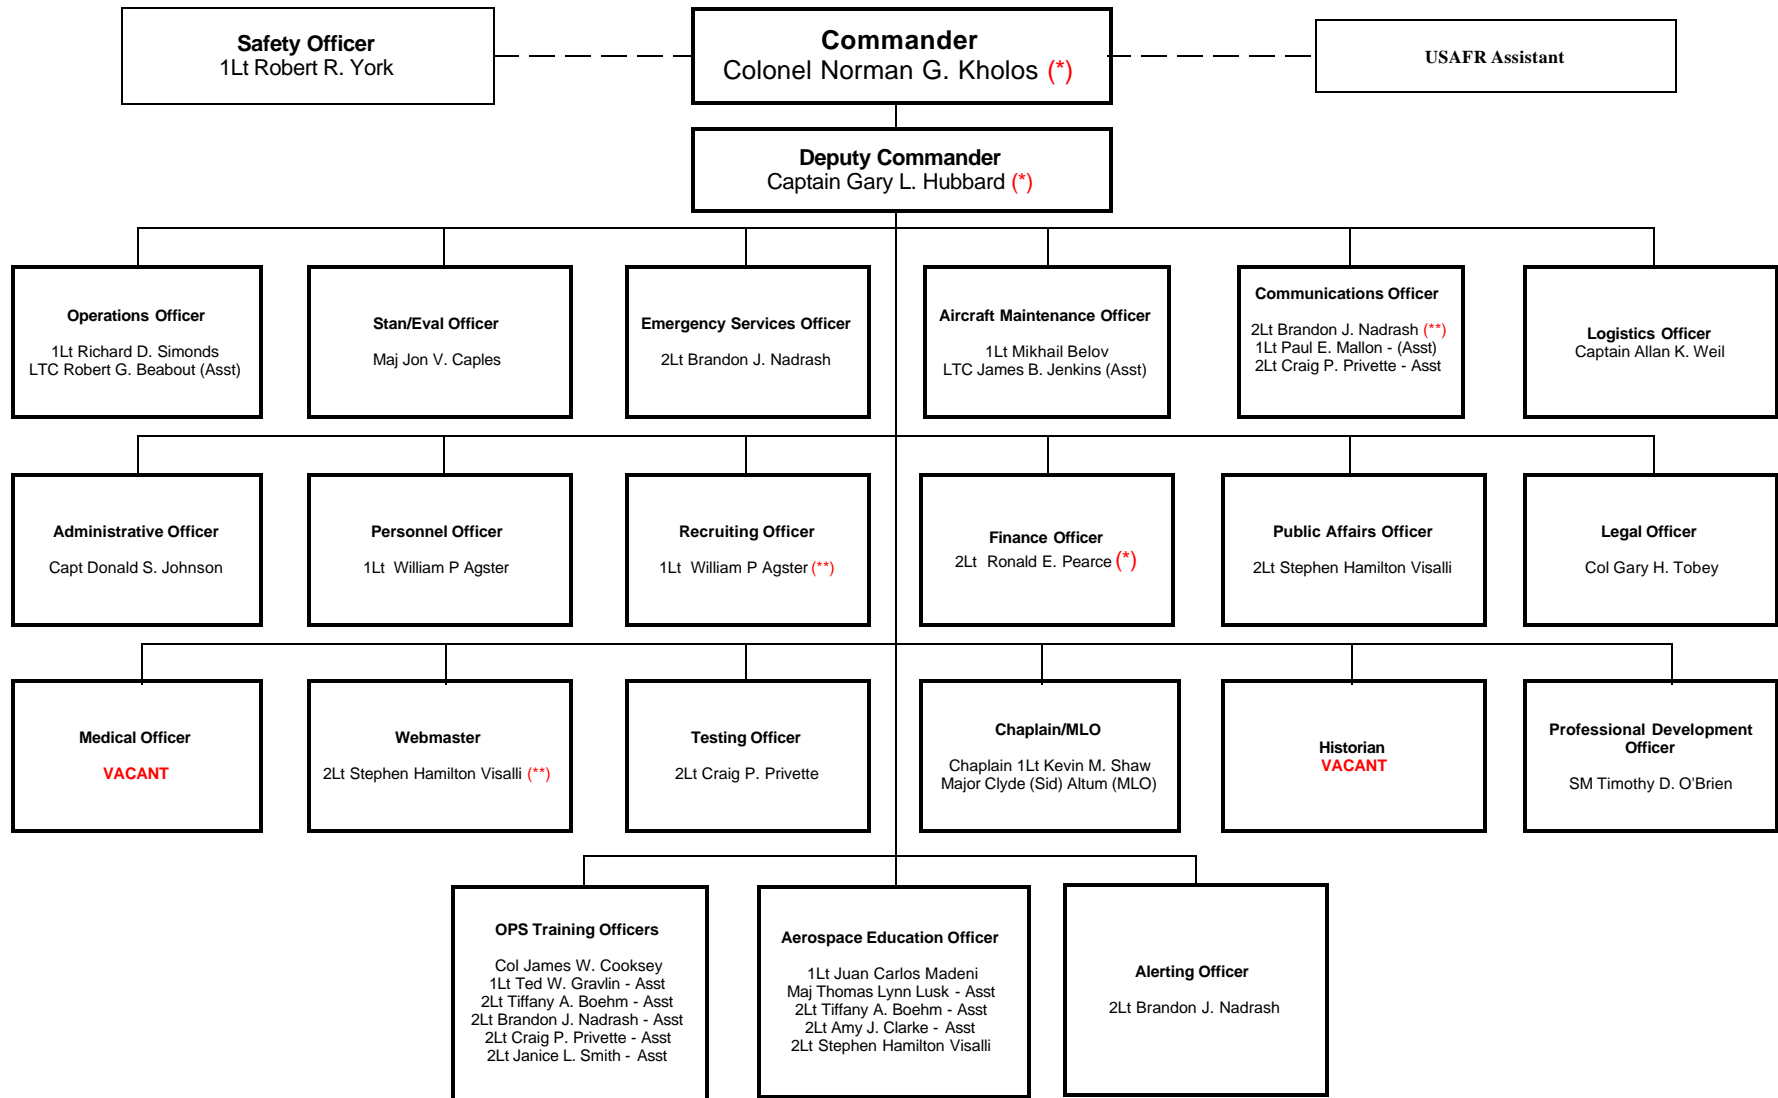 Safety Officer
1Lt Robert R. York
Commander
Colonel Norman G. Kholos (*)
USAFR Assistant
Deputy Commander
Captain Gary L. Hubbard (*)
Operations Officer
1Lt Richard D. Simonds
LTC Robert G. Beabout (Asst)
Stan/Eval Officer
Maj Jon V. Caples
Emergency Services Officer
2Lt Brandon J. Nadrash
Aircraft Maintenance Officer
1Lt Mikhail Belov
LTC James B. Jenkins (Asst)
Communications Officer
2Lt Brandon J. Nadrash (**)
1Lt Paul E. Mallon - (Asst)
2Lt Craig P. Privette - Asst
Logistics Officer
Captain Allan K. Weil
Administrative Officer
Capt Donald S. Johnson
Personnel Officer
1Lt William P Agster
Recruiting Officer
1Lt William P Agster (**)
Finance Officer
2Lt Ronald E. Pearce (*)
Public Affairs Officer
2Lt Stephen Hamilton Visalli
Legal Officer
Col Gary H. Tobey
Medical Officer
VACANT
Webmaster
2Lt Stephen Hamilton Visalli (**)
Testing Officer
2Lt Craig P. Privette
Chaplain/MLO
Chaplain 1Lt Kevin M. Shaw
Major Clyde (Sid) Altum (MLO)
Historian
VACANT
Professional Development
Officer
SM Timothy D. O'Brien
OPS Training Officers
Col James W. Cooksey
1Lt Ted W. Gravlin - Asst
2Lt Tiffany A. Boehm - Asst
2Lt Brandon J. Nadrash - Asst
2Lt Craig P. Privette - Asst
2Lt Janice L. Smith - Asst
Aerospace Education Officer
1Lt Juan Carlos Madeni
Maj Thomas Lynn Lusk - Asst
2Lt Tiffany A. Boehm - Asst
2Lt Amy J. Clarke - Asst
2Lt Stephen Hamilton Visalli
Alerting Officer
2Lt Brandon J. Nadrash